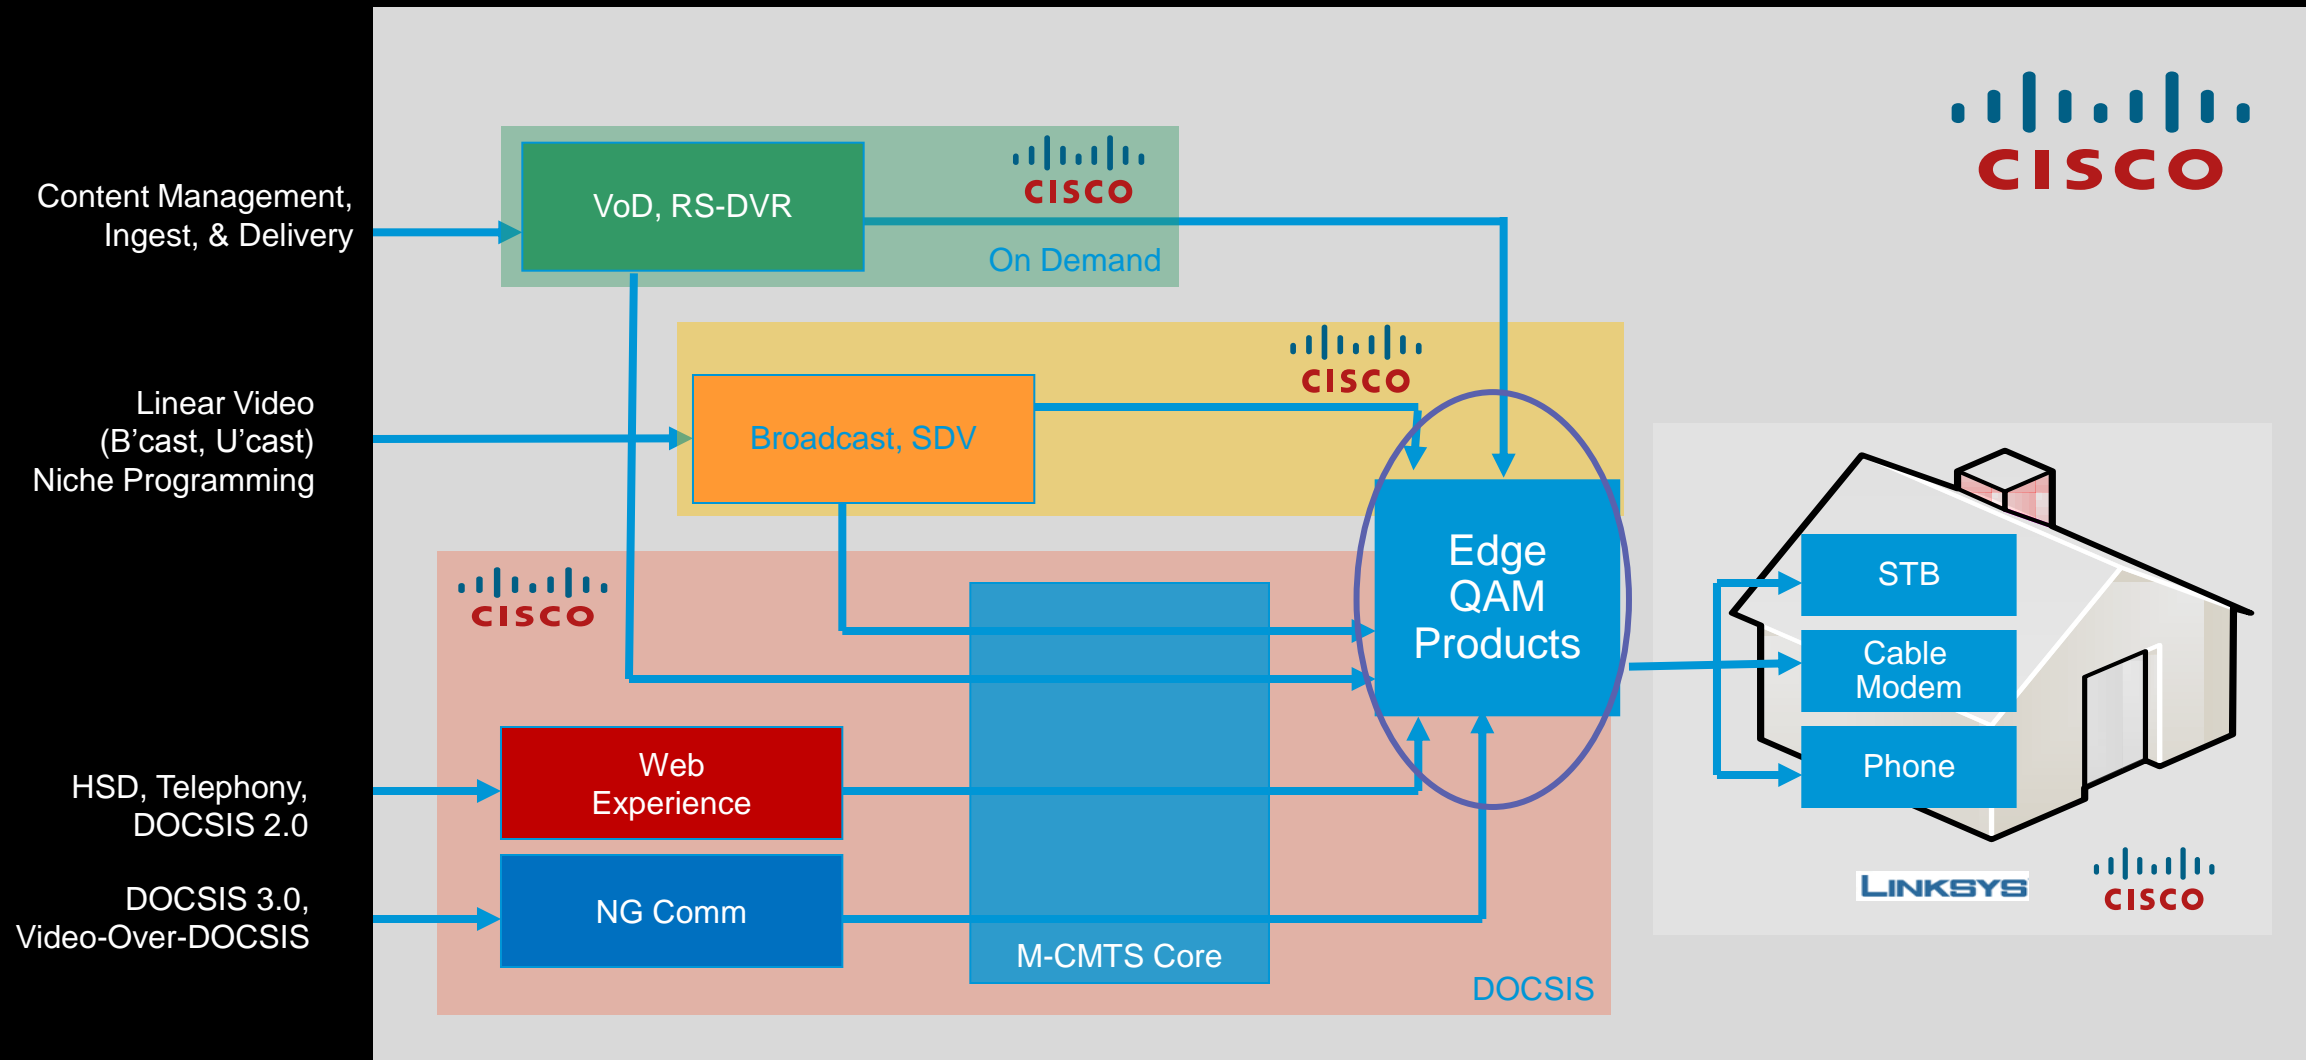 Content Management,
Ingest, & Delivery
Linear Video
(B'cast, U'cast)
Niche Programming
HSD, Telephony,
DOCSIS 2.0
DOCSIS 3.0,
Video-Over-DOCSIS
VoD, RS-DVR
CISCO
On Demand
CISCO
Broadcast, SDV
CISCO
CISCO
Web
Experience
NG Comm
M-CMTS Core
DOCSIS
Edge
QAM
Products
STB
Cable
Modem
Phone
LINKSYS
CISCO